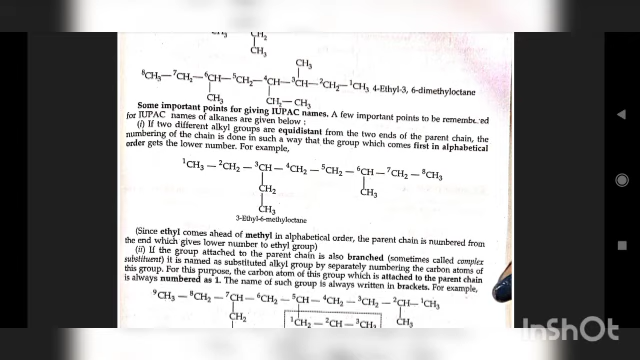 CH₃ CH₂
CH₃
CH₃
⁸CH₃—⁷CH₂—⁶CH—⁵CH₂—⁴CH—³CH—²CH₂—¹CH₃ 4-Ethyl-3, 6-dimethyloctane
CH₃ CH₂—CH₃
Some important points for giving IUPAC names. A few important points to be remembered
for IUPAC names of alkanes are given below :
(i) If two different alkyl groups are equidistant from the two ends of the parent chain, the
numbering of the chain is done in such a way that the group which comes first in alphabetical
order gets the lower number. For example,
¹CH₃ — ²CH₂ — ³CH — ⁴CH₂ — ⁵CH₂ — ⁶CH — ⁷CH₂ — ⁸CH₃
CH₂ CH₃
CH₃
3-Ethyl-6-methyloctane
(Since ethyl comes ahead of methyl in alphabetical order, the parent chain is numbered from
the end which gives lower number to ethyl group)
(ii) If the group attached to the parent chain is also branched (sometimes called complex
substituent) it is named as substituted alkyl group by separately numbering the carbon atoms of
this group. For this purpose, the carbon atom of this group which is attached to the parent chain
is always numbered as 1. The name of such group is always written in brackets. For example,
⁹CH₃ — ⁸CH₂ — ⁷CH — ⁶CH₂ — ⁵CH — ⁴CH₂ — ³CH₂ — ²CH — ¹CH₃
CH₂ ¹CH₂ — ²CH — ³CH₃ CH₃
InShOt